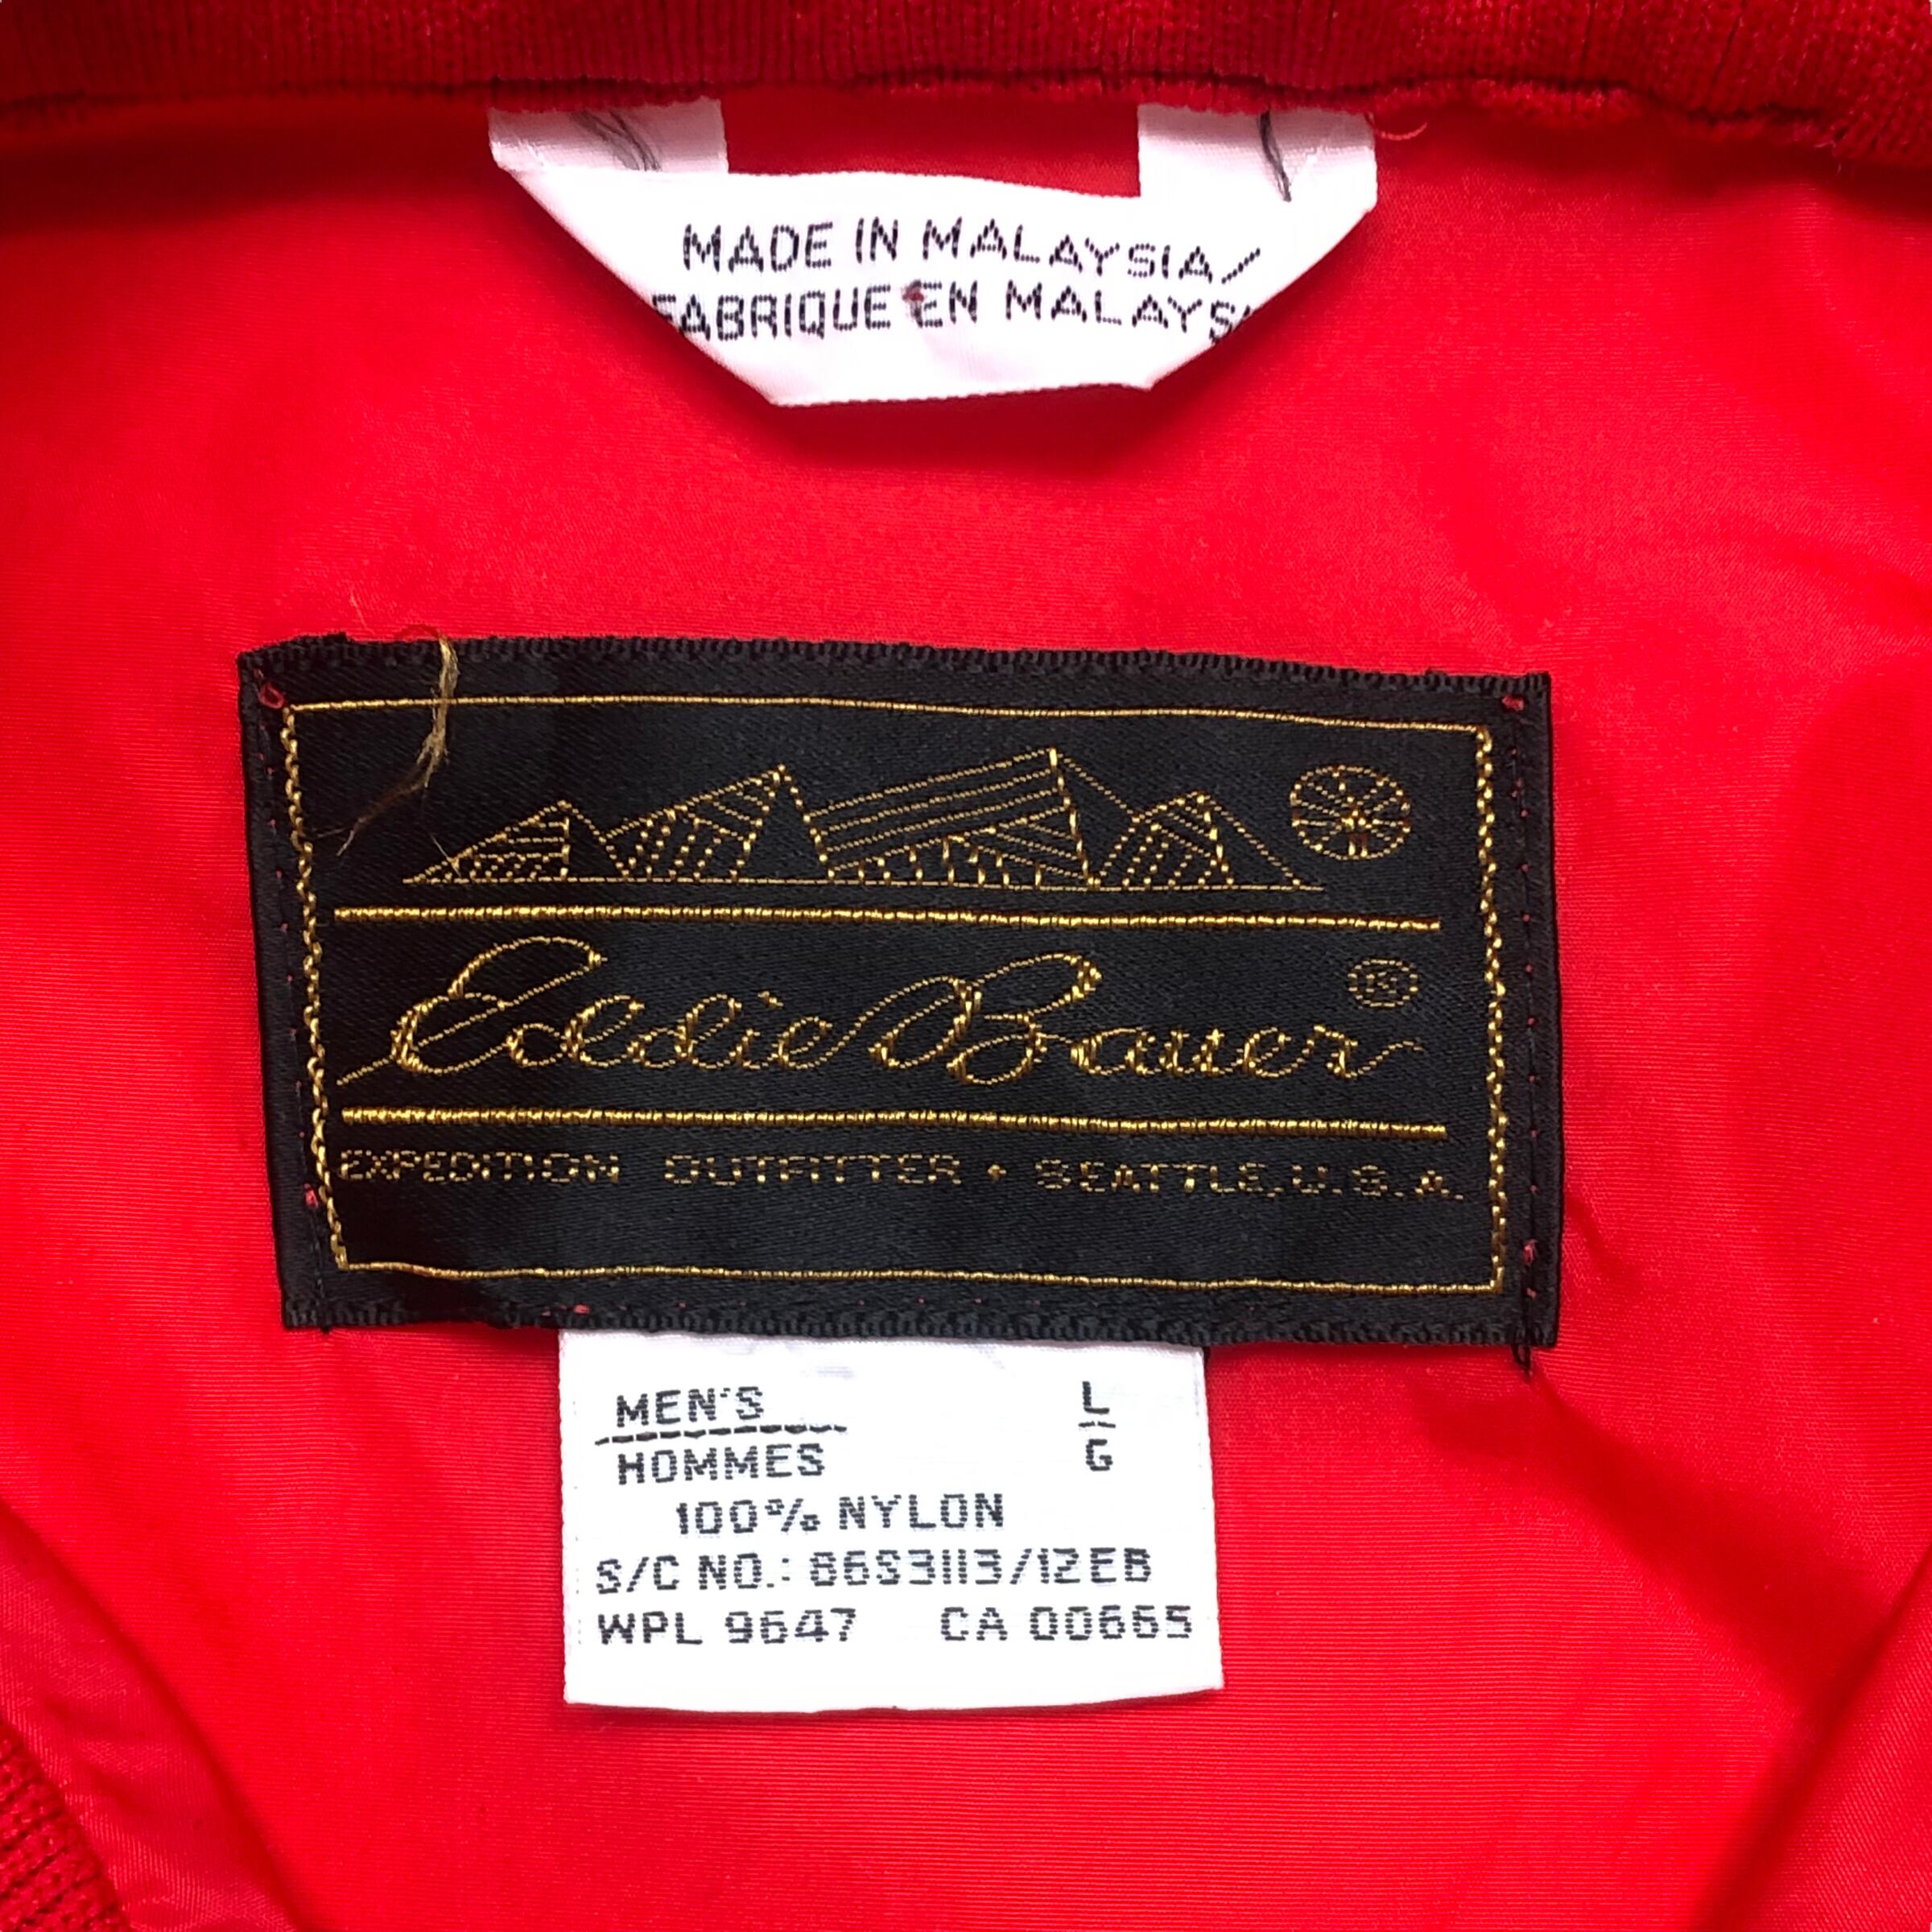 MADE IN MALAYSIA/
FABRIQUE EN MALAYSI
Eddie Bauer ®
EXPEDITION OUTFITTER • SEATTLE, U.S.A.
MEN'S L
HOMMES G
100% NYLON
S/C NO.: 86S3113/12EB
WPL 9647 CA 00665